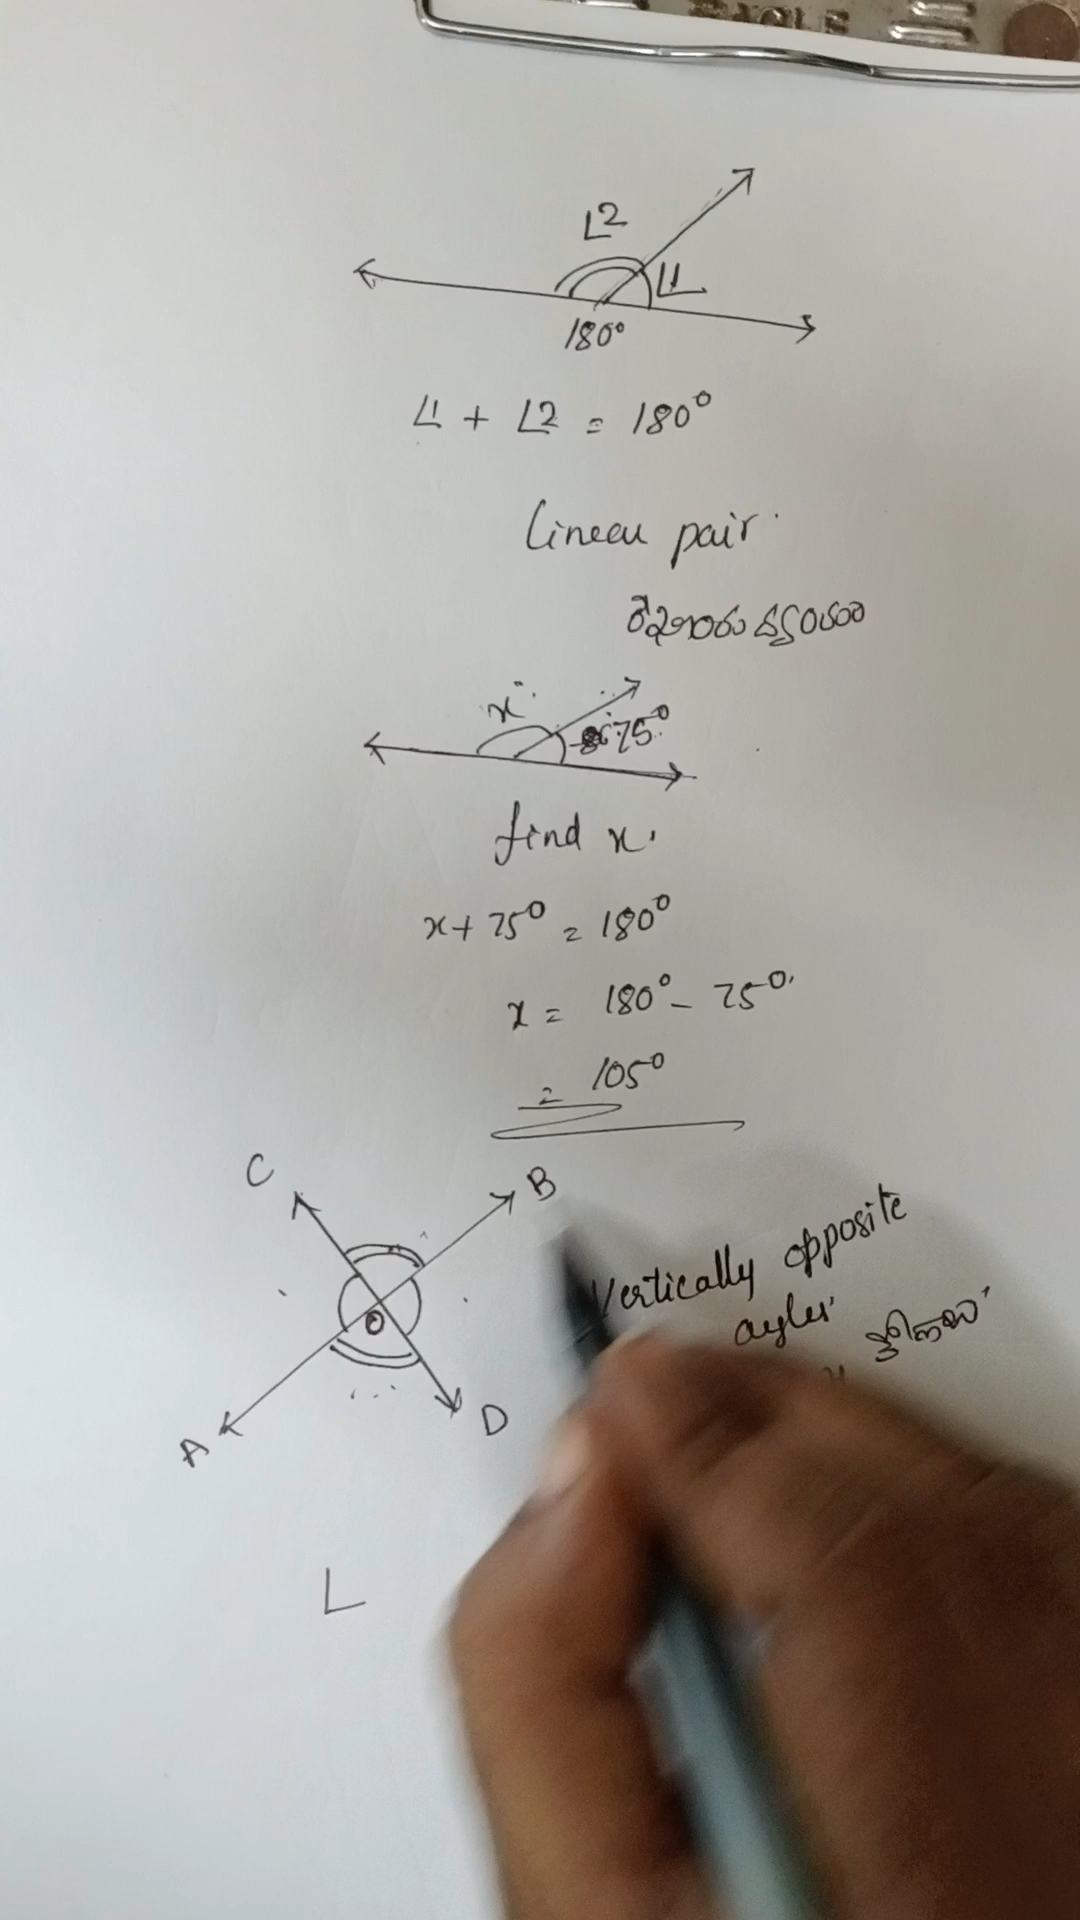 ∠2
∠1
180°
∠1 + ∠2 = 180°
Linear pair
x°
75°
find x.
x + 75° = 180°
x = 180° - 75°
= 105°
C
B
Vertically opposite
angles
O
D
A
∠